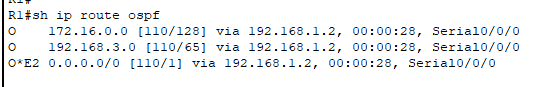 R1#sh ip route ospf
O    172.16.0.0 [110/128] via 192.168.1.2, 00:00:28, Serial0/0/0
O    192.168.3.0 [110/65] via 192.168.1.2, 00:00:28, Serial0/0/0
O*E2 0.0.0.0/0 [110/1] via 192.168.1.2, 00:00:28, Serial0/0/0